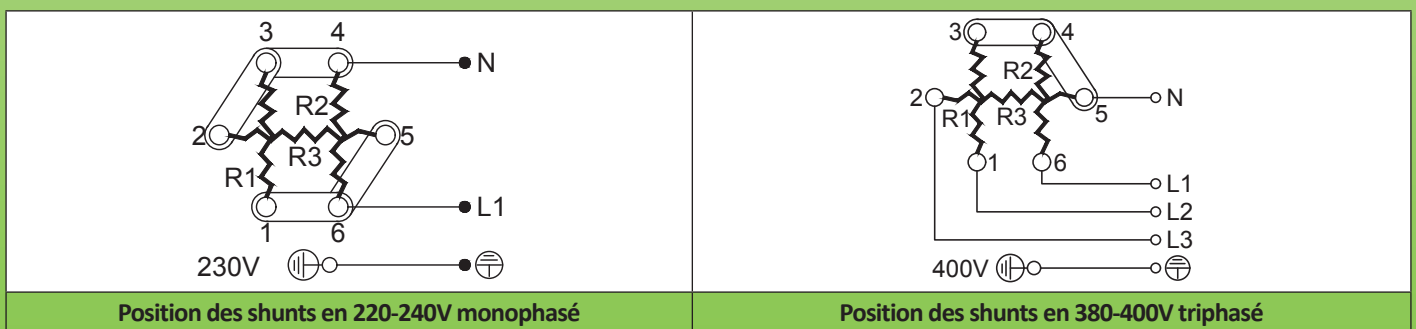 3 4
N
R2
2 5
R3
R1
L1
1 6
230V
Position des shunts en 220-240V monophasé
3 4
R2
2 N
R1 R3 5
1 6
L1
L2
L3
400V
Position des shunts en 380-400V triphasé